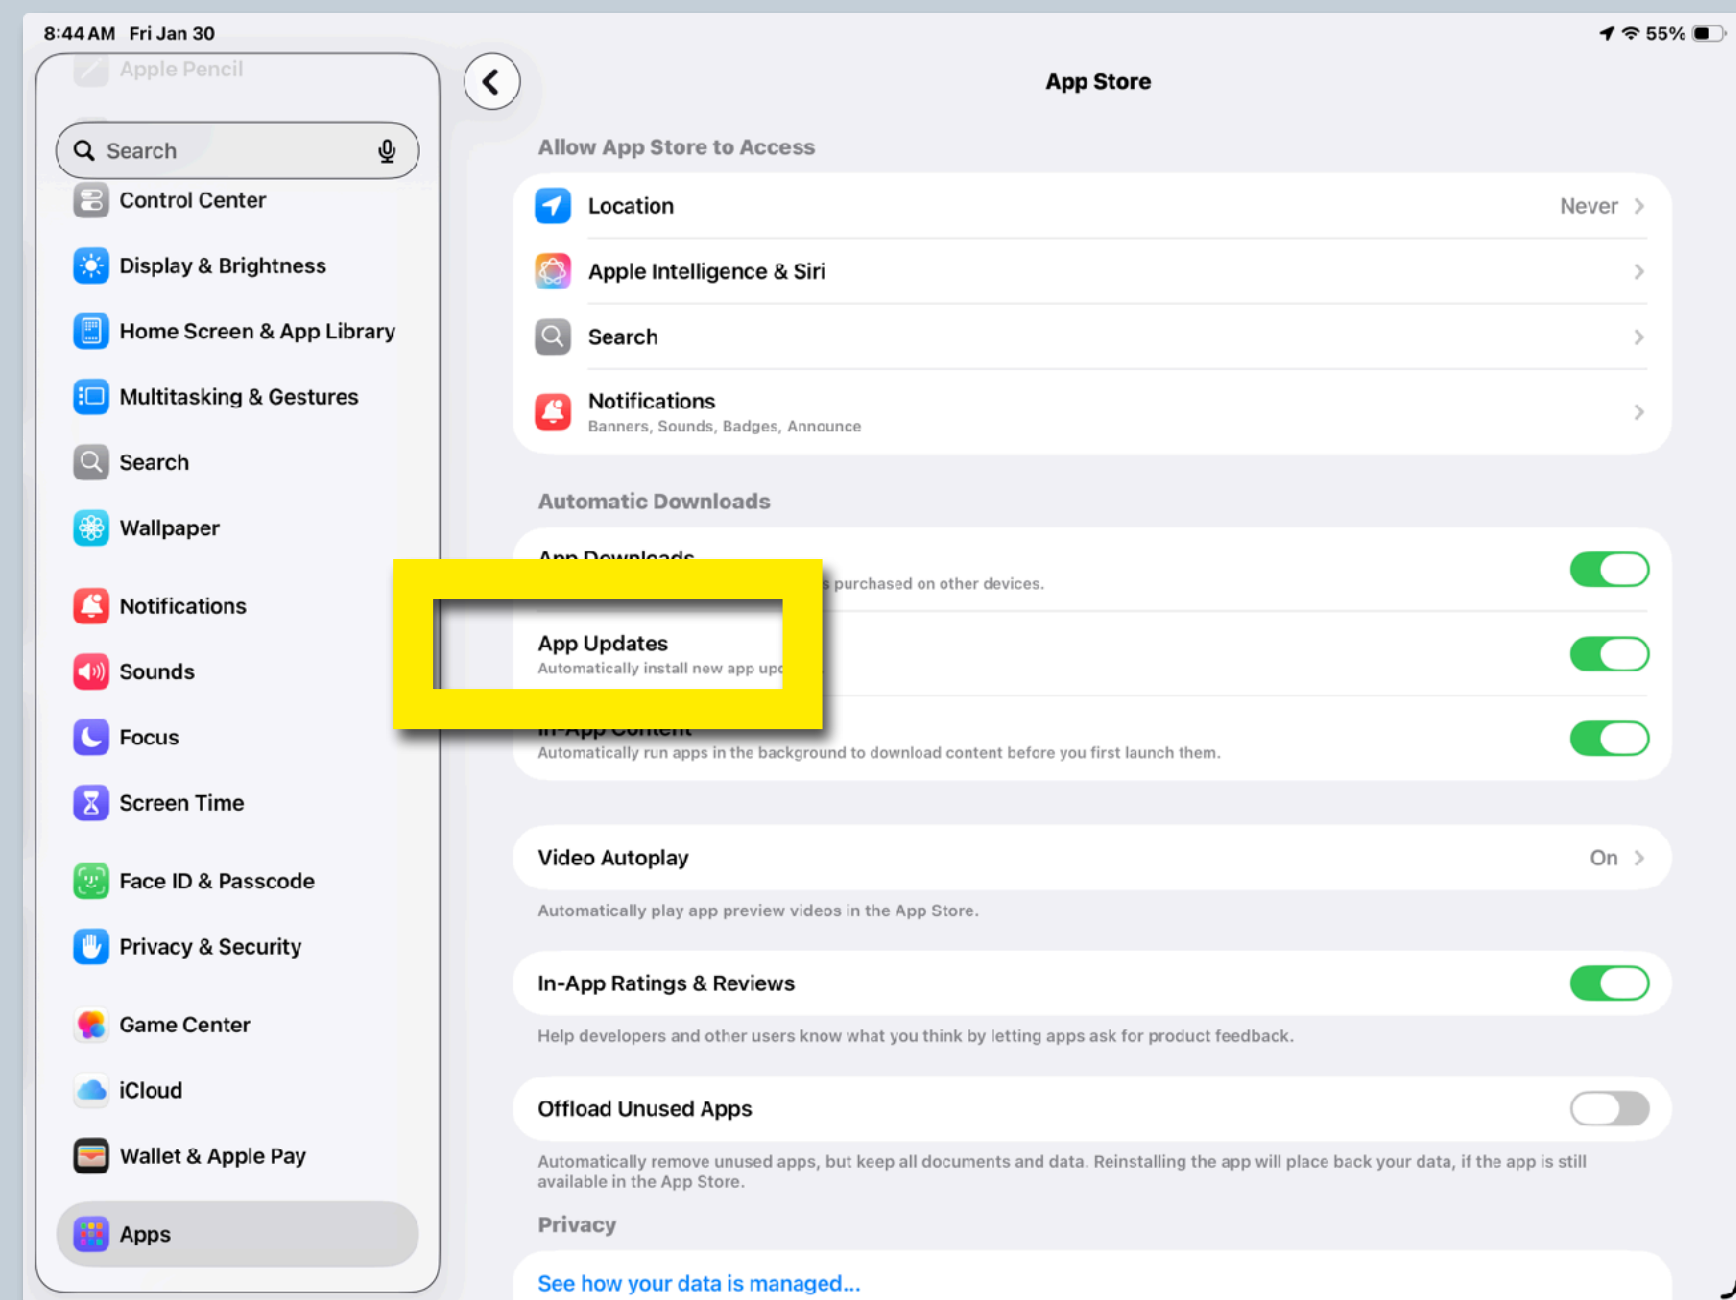 8:44 AM Fri Jan 30
55%
Apple Pencil
Search
Control Center
Display & Brightness
Home Screen & App Library
Multitasking & Gestures
Search
Wallpaper
Notifications
Sounds
Focus
Screen Time
Face ID & Passcode
Privacy & Security
Game Center
iCloud
Wallet & Apple Pay
Apps
App Store
Allow App Store to Access
Location
Never
Apple Intelligence & Siri
Search
Notifications
Banners, Sounds, Badges, Announce
Automatic Downloads
App Downloads
purchased on other devices.
App Updates
Automatically install new app
In-App Content
Automatically run apps in the background to download content before you first launch them.
Video Autoplay
On
Automatically play app preview videos in the App Store.
In-App Ratings & Reviews
Help developers and other users know what you think by letting apps ask for product feedback.
Offload Unused Apps
Automatically remove unused apps, but keep all documents and data. Reinstalling the app will place back your data, if the app is still
available in the App Store.
Privacy
See how your data is managed...